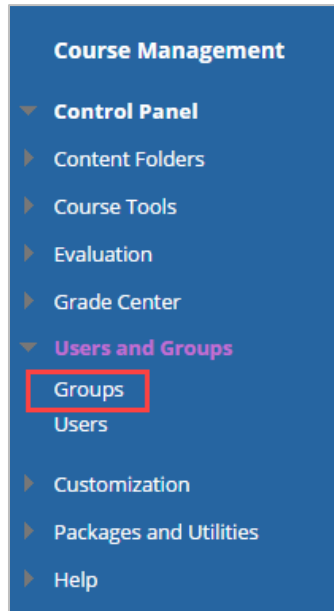 Course Management
Control Panel
Content Folders
Course Tools
Evaluation
Grade Center
Users and Groups
Groups
Users
Customization
Packages and Utilities
Help